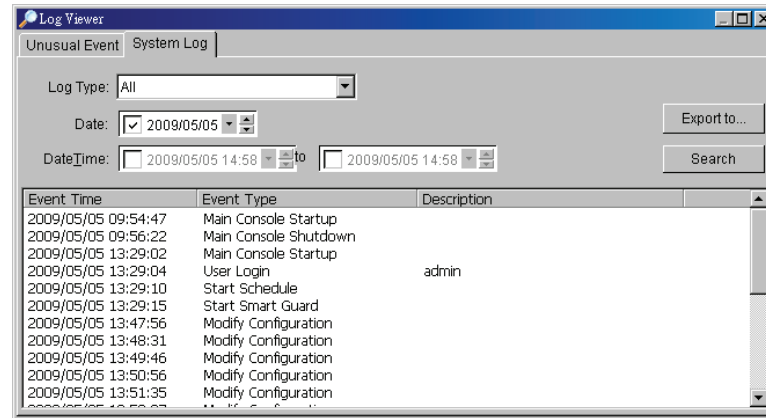 Log Viewer
Unusual Event System Log
Log Type: All
Date: 2009/05/05
Export to...
DateTime: 2009/05/05 14:58 to 2009/05/05 14:58
Search
Event Time Event Type Description
2009/05/05 09:54:47 Main Console Startup
2009/05/05 09:56:22 Main Console Shutdown
2009/05/05 13:29:02 Main Console Startup
2009/05/05 13:29:04 User Login admin
2009/05/05 13:29:10 Start Schedule
2009/05/05 13:29:15 Start Smart Guard
2009/05/05 13:47:56 Modify Configuration
2009/05/05 13:48:31 Modify Configuration
2009/05/05 13:49:46 Modify Configuration
2009/05/05 13:50:56 Modify Configuration
2009/05/05 13:51:35 Modify Configuration